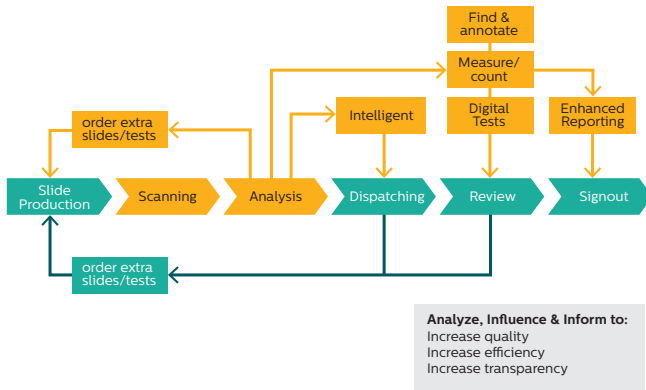 Find &
annotate
Measure/
count
order extra
slides/tests
Intelligent
Digital
Tests
Enhanced
Reporting
Slide
Production
Scanning
Analysis
Dispatching
Review
Signout
order extra
slides/tests
Analyze, Influence & Inform to:
Increase quality
Increase efficiency
Increase transparency